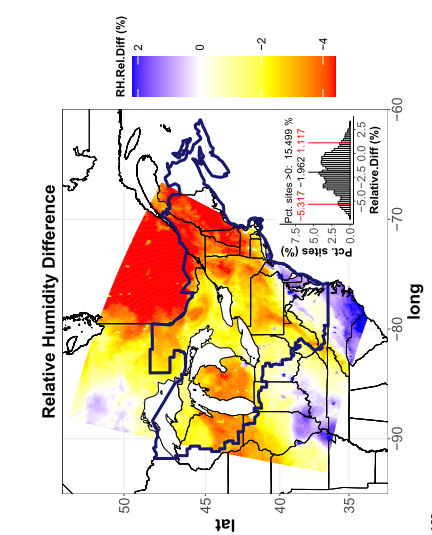 Relative Humidity Difference
RH.Rel.Diff (%)
2
0
−2
−4
50
45
40
35
lat
−90
−80
−70
−60
long
Pct. sites >0: 15.499 %
−5.317 −1.962 1.117
7.5
5.0
2.5
0.0
Pct. sites (%)
−5.0 −2.5 0.0 2.5
Relative.Diff (%)